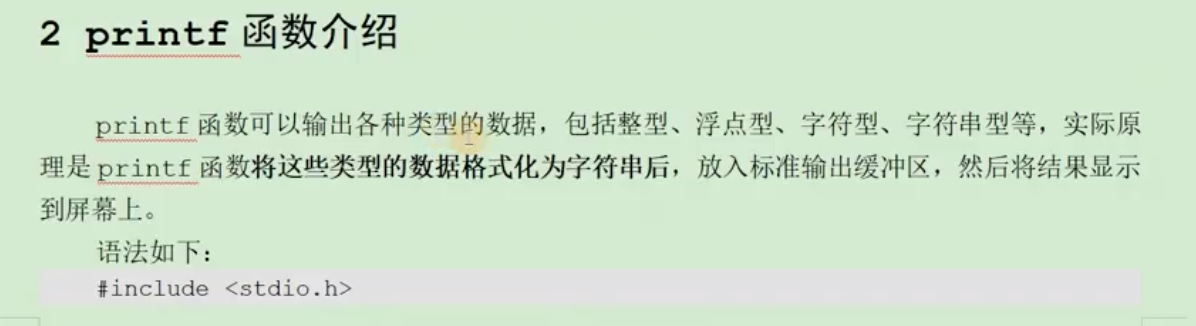 2 printf 函数介绍
printf 函数可以输出各种类型的数据，包括整型、浮点型、字符型、字符串型等，实际原
理是 printf 函数将这些类型的数据格式化为字符串后，放入标准输出缓冲区，然后将结果显示
到屏幕上。
语法如下：
#include <stdio.h>